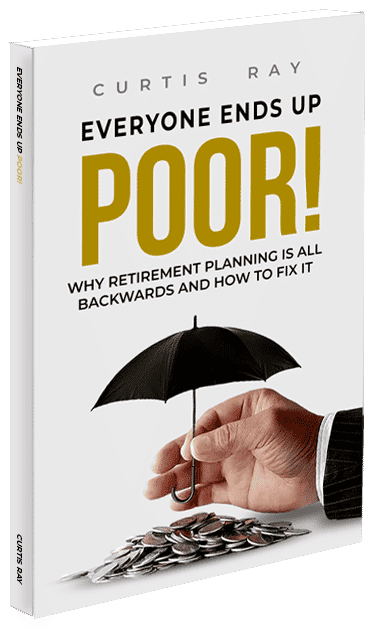 CURTIS RAY
EVERYONE ENDS UP
POOR!
WHY RETIREMENT PLANNING IS ALL
BACKWARDS AND HOW TO FIX IT
EVERYONE ENDS UP POOR!
CURTIS RAY